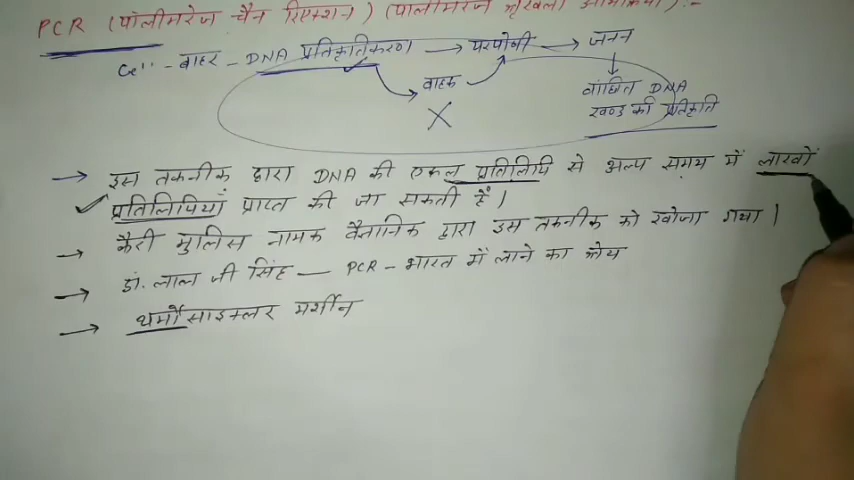 PCR (पॉलीमरेज चैन रिएक्शन) (पॉलीमरेज श्रृंखला अभिक्रिया) :-
Cell - बाहर - DNA प्रतिकृतिकरण → परपोषी → जनन
वाहक
वांछित DNA
खण्ड की प्रतिकृति
→ इस तकनीक द्वारा DNA की एकल प्रतिलिपि से अल्प समय में लाखों
प्रतिलिपियाँ प्राप्त की जा सकती हैं।
→ कैरी मुलिस नामक वैज्ञानिक द्वारा इस तकनीक को खोजा गया।
→ डॉ. लाल जी सिंह — PCR - भारत में लाने का श्रेय
→ थर्मोसाइक्लर मशीन